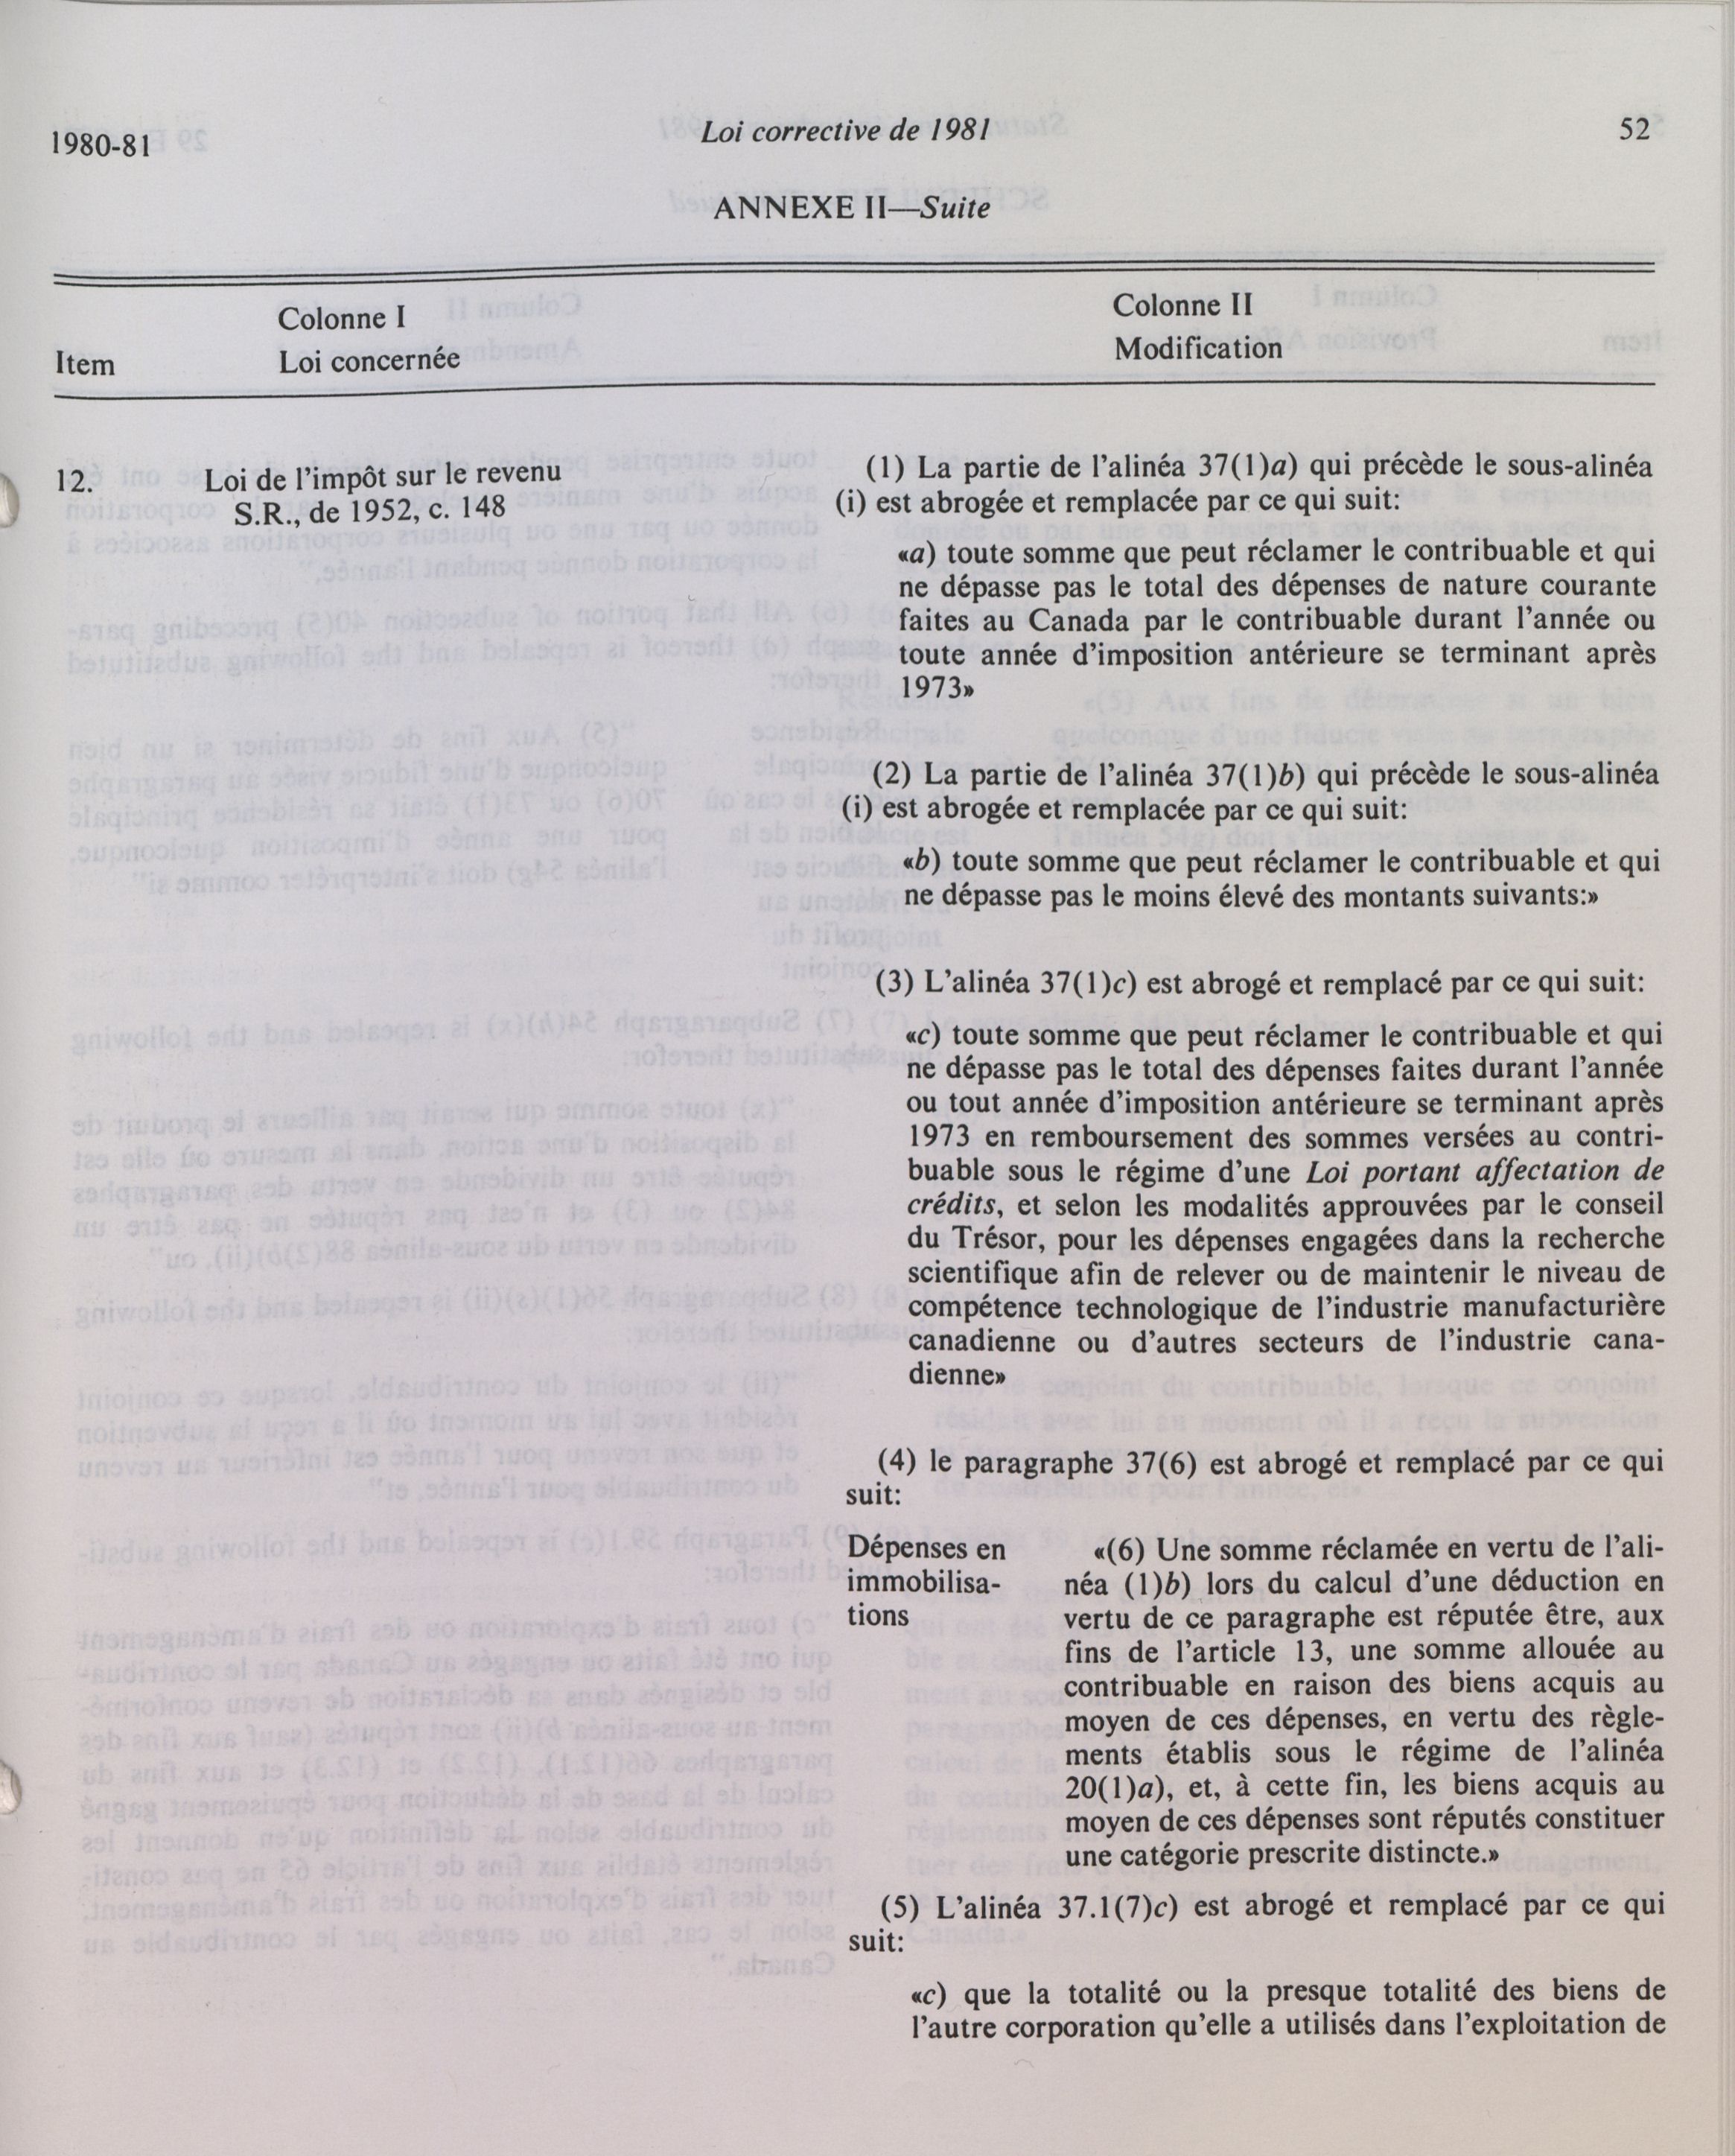 1980-81
Loi corrective de 1981
52
ANNEXE II—Suite
Colonne I
Colonne II
Item
Loi concernée
Modification
12.
Loi de l'impôt sur le revenu
S.R., de 1952, c. 148
(1) La partie de l'alinéa 37(1)a) qui précède le sous-alinéa
(i) est abrogée et remplacée par ce qui suit:
«a) toute somme que peut réclamer le contribuable et qui
ne dépasse pas le total des dépenses de nature courante
faites au Canada par le contribuable durant l'année ou
toute année d'imposition antérieure se terminant après
1973»
(2) La partie de l'alinéa 37(1)b) qui précède le sous-alinéa
(i) est abrogée et remplacée par ce qui suit:
«b) toute somme que peut réclamer le contribuable et qui
ne dépasse pas le moins élevé des montants suivants:»
(3) L'alinéa 37(1)c) est abrogé et remplacé par ce qui suit:
«c) toute somme que peut réclamer le contribuable et qui
ne dépasse pas le total des dépenses faites durant l'année
ou tout année d'imposition antérieure se terminant après
1973 en remboursement des sommes versées au contri-
buable sous le régime d'une Loi portant affectation de
crédits, et selon les modalités approuvées par le conseil
du Trésor, pour les dépenses engagées dans la recherche
scientifique afin de relever ou de maintenir le niveau de
compétence technologique de l'industrie manufacturière
canadienne ou d'autres secteurs de l'industrie cana-
dienne»
(4) le paragraphe 37(6) est abrogé et remplacé par ce qui
suit:
Dépenses en
immobilisa-
tions
«(6) Une somme réclamée en vertu de l'ali-
néa (1)b) lors du calcul d'une déduction en
vertu de ce paragraphe est réputée être, aux
fins de l'article 13, une somme allouée au
contribuable en raison des biens acquis au
moyen de ces dépenses, en vertu des règle-
ments établis sous le régime de l'alinéa
20(1)a), et, à cette fin, les biens acquis au
moyen de ces dépenses sont réputés constituer
une catégorie prescrite distincte.»
(5) L'alinéa 37.1(7)c) est abrogé et remplacé par ce qui
suit:
«c) que la totalité ou la presque totalité des biens de
l'autre corporation qu'elle a utilisés dans l'exploitation de